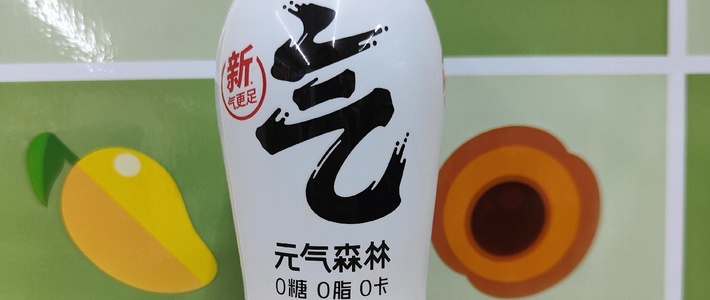 气
新
气更足
元气森林
0糖 0脂 0卡